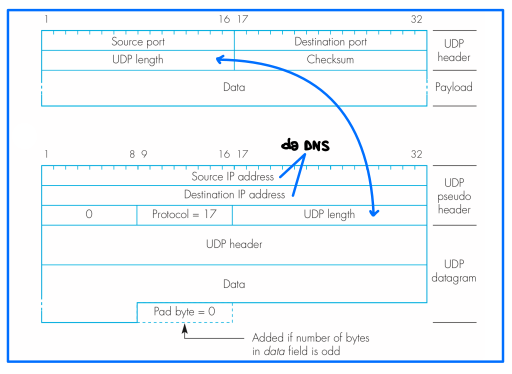 1 16 17 32
Source port Destination port UDP header
UDP length Checksum
Data Payload
da DNS
1 8 9 16 17 32
Source IP address UDP pseudo header
Destination IP address
0 Protocol = 17 UDP length
UDP header UDP datagram
Data
Pad byte = 0
Added if number of bytes
in data field is odd